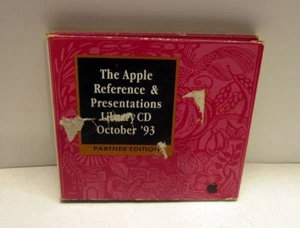 The Apple
Reference &
Presentations
Library CD
October '93
PARTNER EDITION